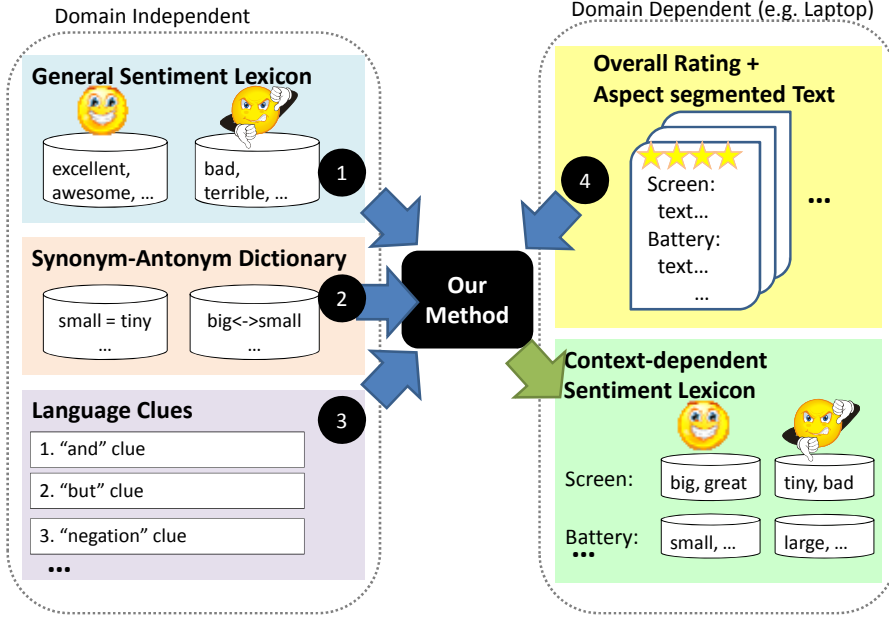 Domain Independent
General Sentiment Lexicon
excellent,
awesome, ...
bad,
terrible, ...
1
Synonym-Antonym Dictionary
small = tiny
...
big<->small
...
2
Language Clues
3
1. “and” clue
2. “but” clue
3. “negation” clue
...
Our
Method
Domain Dependent (e.g. Laptop)
Overall Rating +
Aspect segmented Text
4
Screen:
text...
Battery:
text...
...
...
Context-dependent
Sentiment Lexicon
Screen:
big, great
tiny, bad
Battery:
small, ...
large, ...
...